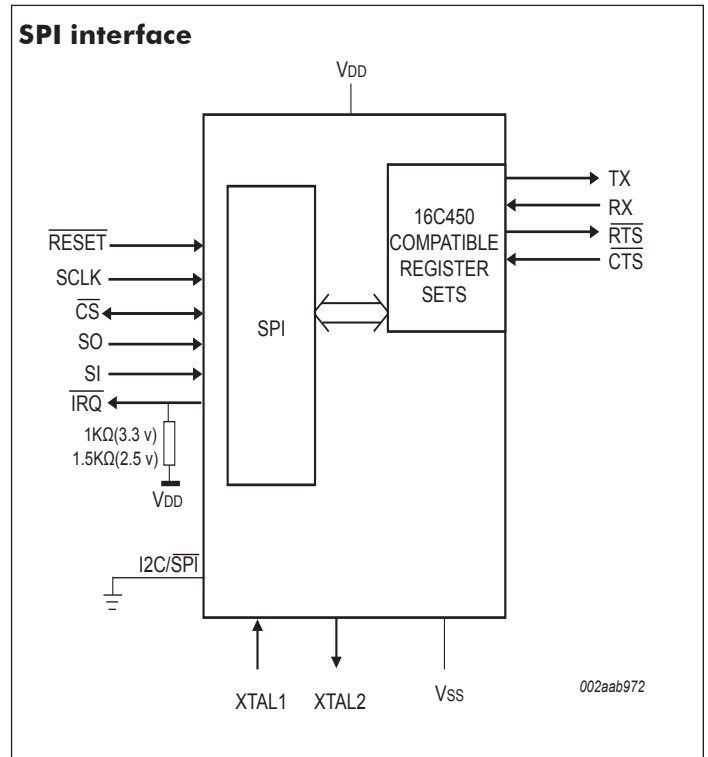 SPI interface
VDD
TX
RX
RTS
CTS
16C450
COMPATIBLE
REGISTER
SETS
RESET
SCLK
CS
SO
SI
IRQ
SPI
1KΩ(3.3 v)
1.5KΩ(2.5 v)
VDD
I2C/SPI
XTAL1
XTAL2
VSS
002aab972